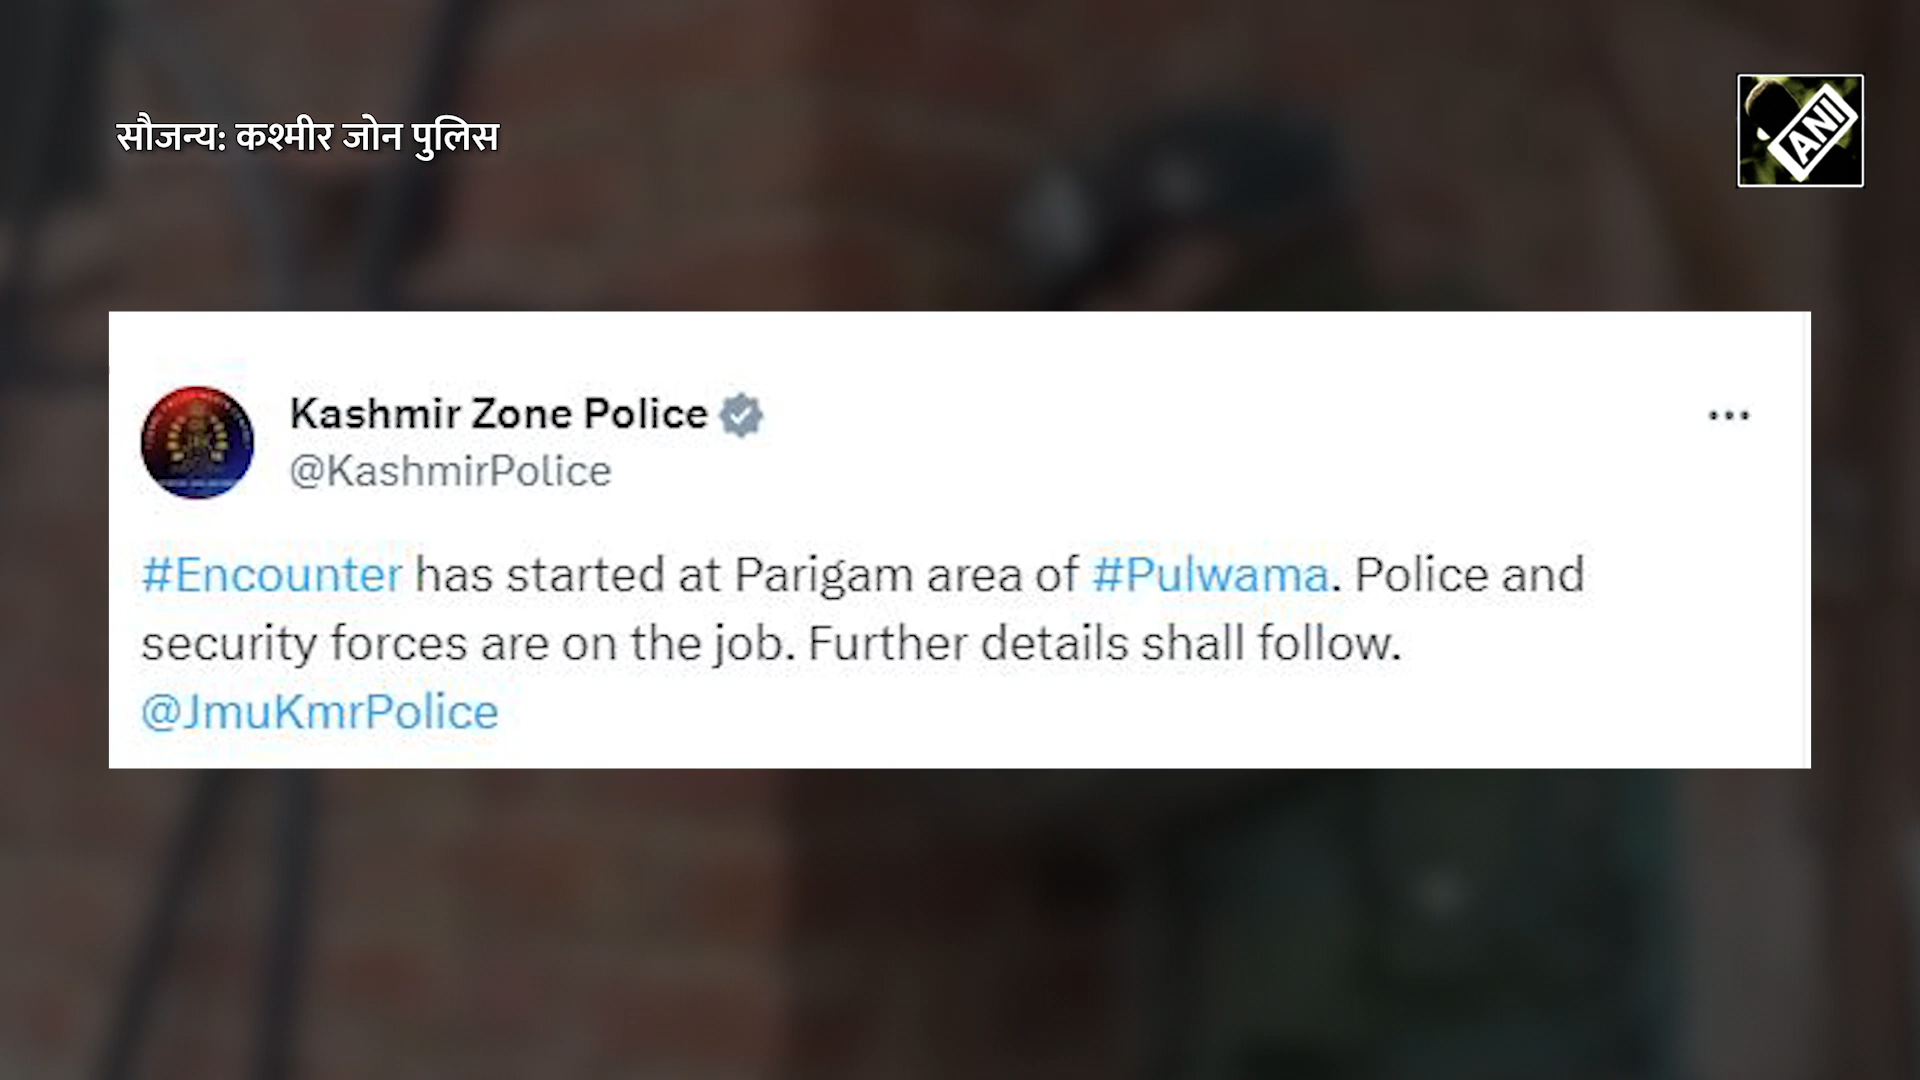 सौजन्य: कश्मीर जोन पुलिस
ANI
Kashmir Zone Police
@KashmirPolice
#Encounter has started at Parigam area of #Pulwama. Police and
security forces are on the job. Further details shall follow.
@JmuKmrPolice